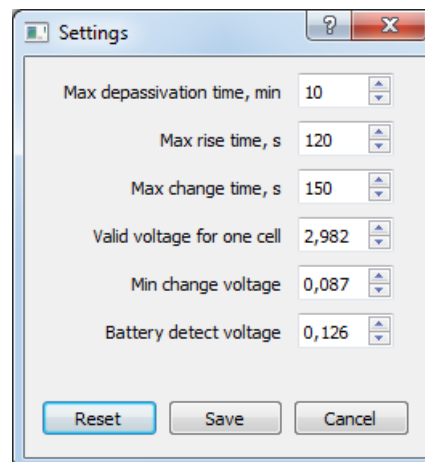 Settings
Max depassivation time, min 10
Max rise time, s 120
Max change time, s 150
Valid voltage for one cell 2,982
Min change voltage 0,087
Battery detect voltage 0,126
Reset Save Cancel